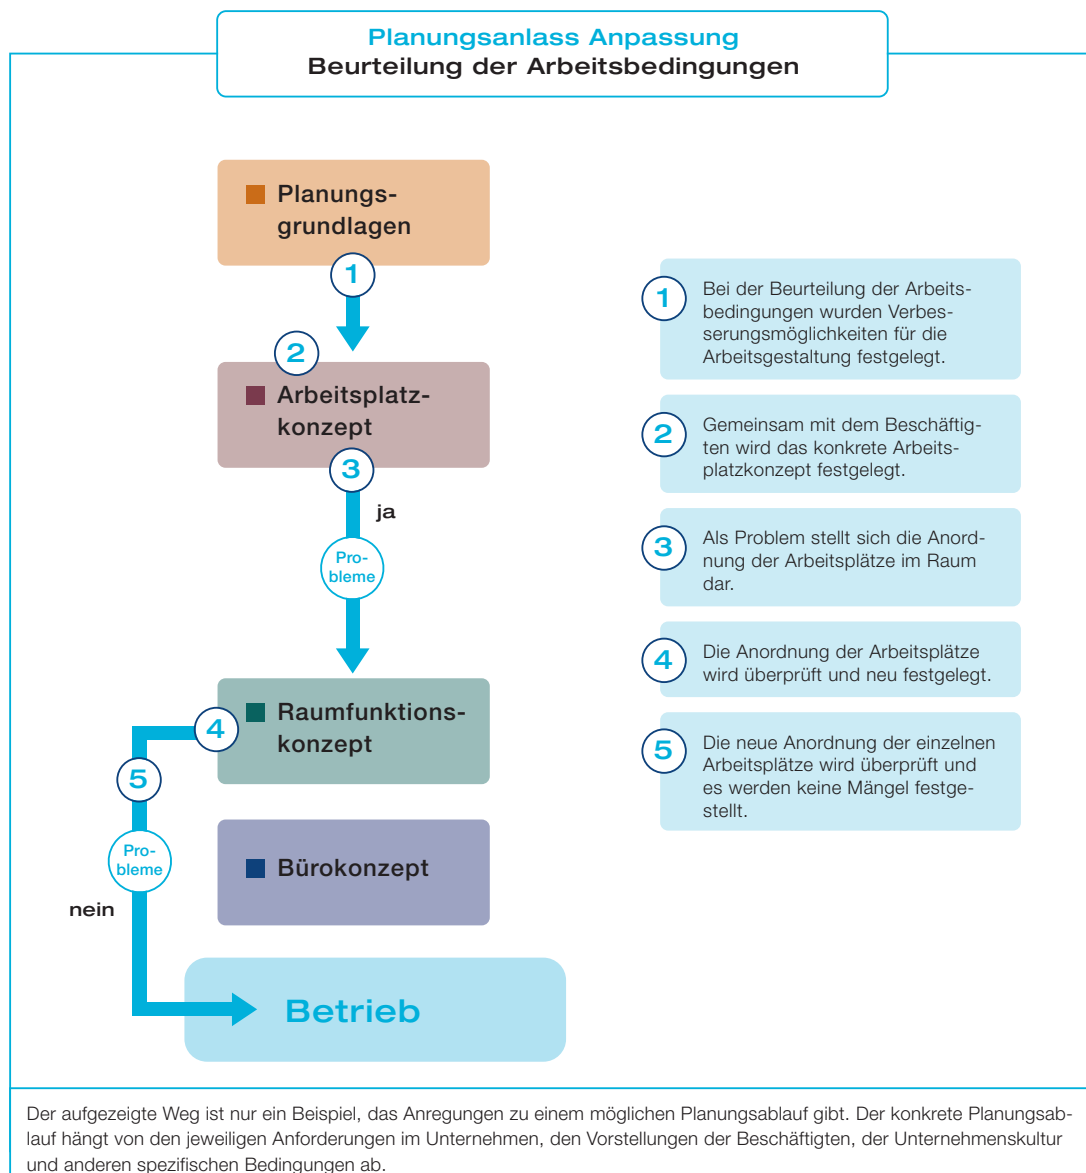 Planungsanlass Anpassung
Beurteilung der Arbeitsbedingungen
Planungs-
grundlagen
1
2
Arbeitsplatz-
konzept
3
ja
Pro-
bleme
4
Raumfunktions-
konzept
5
Pro-
bleme
nein
Bürokonzept
Betrieb
1
Bei der Beurteilung der Arbeits-
bedingungen wurden Verbes-
serungsmöglichkeiten für die
Arbeitsgestaltung festgelegt.
2
Gemeinsam mit dem Beschäftig-
ten wird das konkrete Arbeits-
platzkonzept festgelegt.
3
Als Problem stellt sich die Anord-
nung der Arbeitsplätze im Raum
dar.
4
Die Anordnung der Arbeitsplätze
wird überprüft und neu festgelegt.
5
Die neue Anordnung der einzelnen
Arbeitsplätze wird überprüft und
es werden keine Mängel festge-
stellt.
Der aufgezeigte Weg ist nur ein Beispiel, das Anregungen zu einem möglichen Planungsablauf gibt. Der konkrete Planungsab-
lauf hängt von den jeweiligen Anforderungen im Unternehmen, den Vorstellungen der Beschäftigten, der Unternehmenskultur
und anderen spezifischen Bedingungen ab.